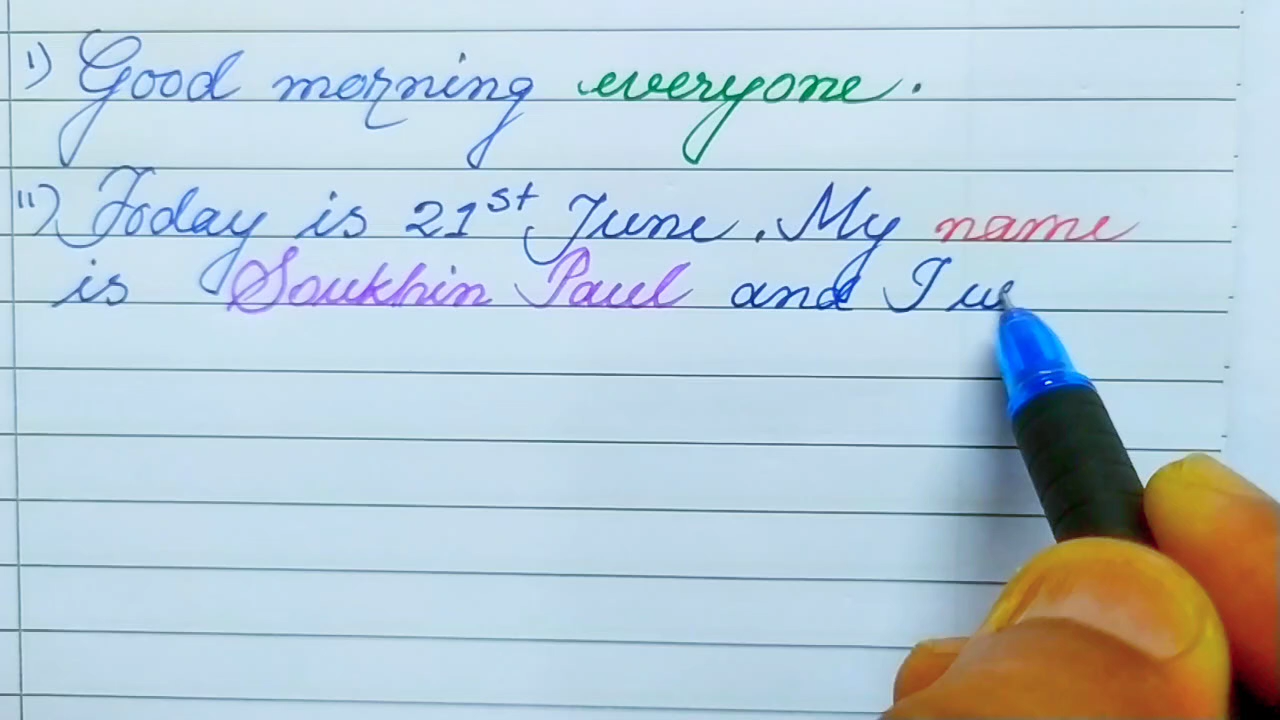 i) Good morning everyone.
ii) Today is 21st June. My name
is Soukhin Paul and I